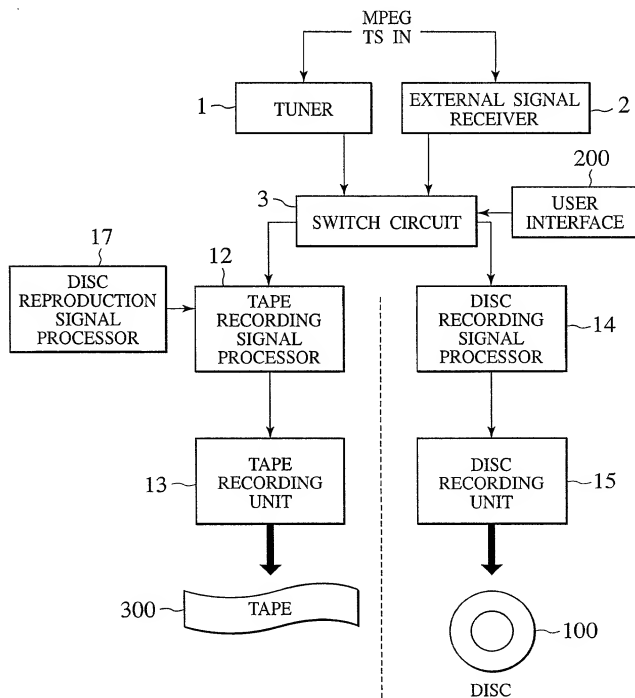 MPEG
TS IN
1
TUNER
EXTERNAL SIGNAL
RECEIVER
2
3
SWITCH CIRCUIT
200
USER
INTERFACE
17
DISC
REPRODUCTION
SIGNAL
PROCESSOR
12
TAPE
RECORDING
SIGNAL
PROCESSOR
DISC
RECORDING
SIGNAL
PROCESSOR
14
13
TAPE
RECORDING
UNIT
DISC
RECORDING
UNIT
15
300
TAPE
100
DISC